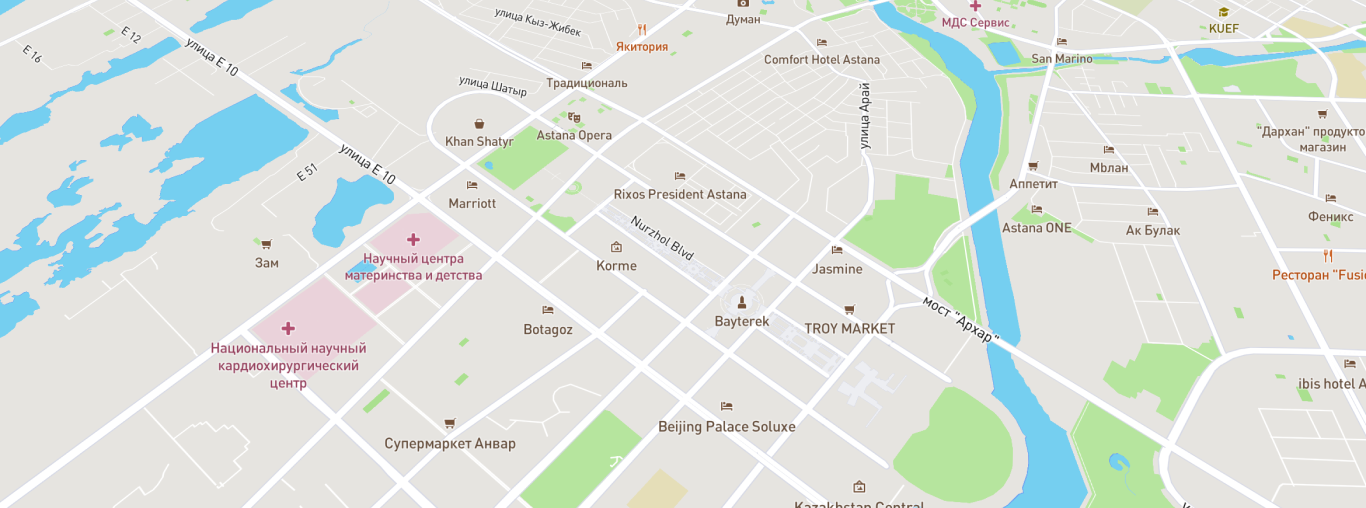 улица Кыз-Жибек
Якитория
Думан
МДС Сервис
KUEF
E 16
E 12
улица E 10
Comfort Hotel Astana
San Marino
Традициональ
улица Шатыр
улица Арай
Khan Shatyr
Astana Opera
"Дархан" продукто
магазин
E 51
улица E 10
Мbлан
Аппетит
Marriott
Rixos President Astana
Феникс
Ак Булак
Astana ONE
Nurzhol Blvd
Зам
Научный центра
материнства и детства
Korme
Jasmine
Ресторан "Fusio
Botagoz
Bayterek
TROY MARKET
мост "Архар"
Национальный научный
кардиохирургический
центр
ibis hotel A
Супермаркет Анвар
Beijing Palace Soluxe
Kazakhstan Central